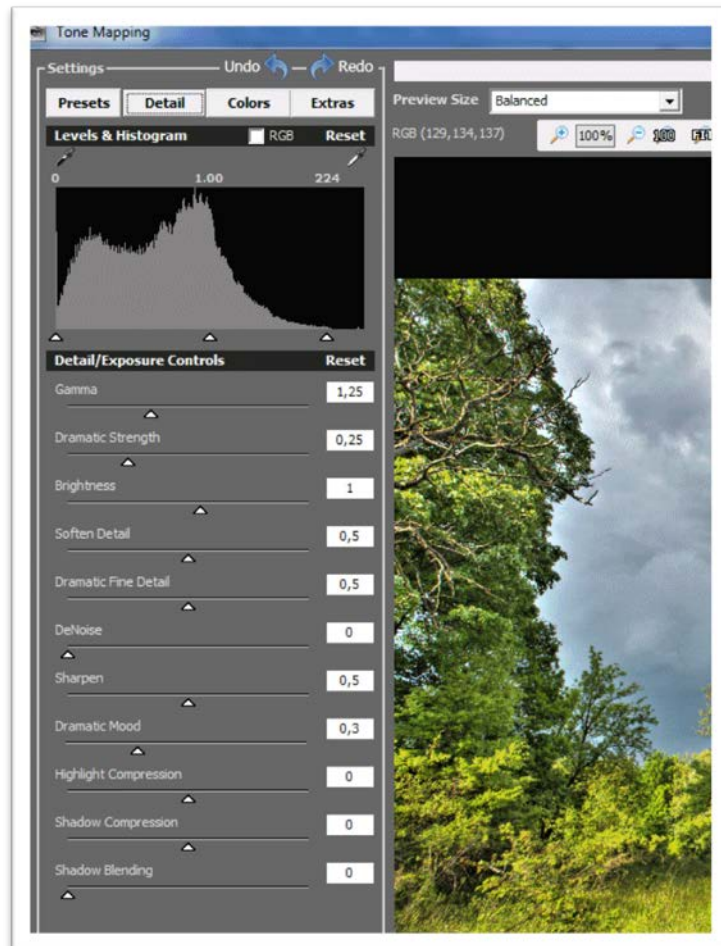 Tone Mapping
Settings Undo Redo
Presets Detail Colors Extras
Levels & Histogram RGB Reset
0 1.00 224
Detail/Exposure Controls Reset
Gamma 1,25
Dramatic Strength 0,25
Brightness 1
Soften Detail 0,5
Dramatic Fine Detail 0,5
DeNoise 0
Sharpen 0,5
Dramatic Mood 0,3
Highlight Compression 0
Shadow Compression 0
Shadow Blending 0
Preview Size Balanced
RGB (129,134,137) 100% 100